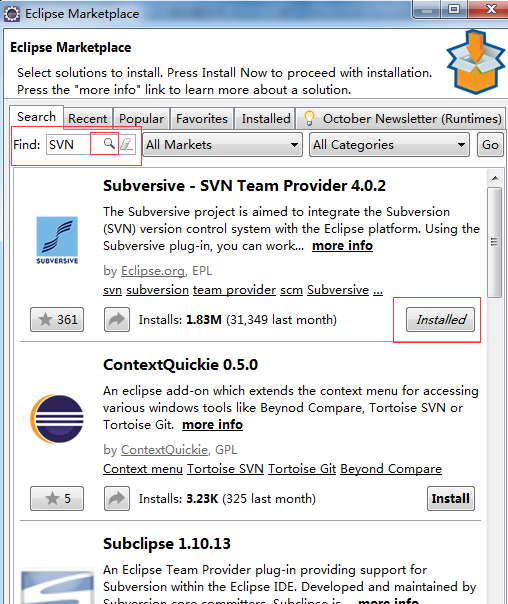 Eclipse Marketplace
Eclipse Marketplace
Select solutions to install. Press Install Now to proceed with installation.
Press the "more info" link to learn more about a solution.
Search Recent Popular Favorites Installed October Newsletter (Runtimes)
Find: SVN All Markets All Categories Go
Subversive - SVN Team Provider 4.0.2
The Subversive project is aimed to integrate the Subversion
(SVN) version control system with the Eclipse platform. Using the
Subversive plug-in, you can work... more info
SUBVERSIVE
by Eclipse.org, EPL
svn subversion team provider scm Subversive ...
361 Installs: 1.83M (31,349 last month) Installed
ContextQuickie 0.5.0
An eclipse add-on which extends the context menu for accessing
various windows tools like Beynod Compare, Tortoise SVN or
Tortoise Git. more info
by ContextQuickie, GPL
Context menu Tortoise SVN Tortoise Git Beyond Compare
5 Installs: 3.23K (325 last month) Install
Subclipse 1.10.13
An Eclipse Team Provider plug-in providing support for
Subversion within the Eclipse IDE. Developed and maintained by
Subversion core committers, Subclipse is... more info